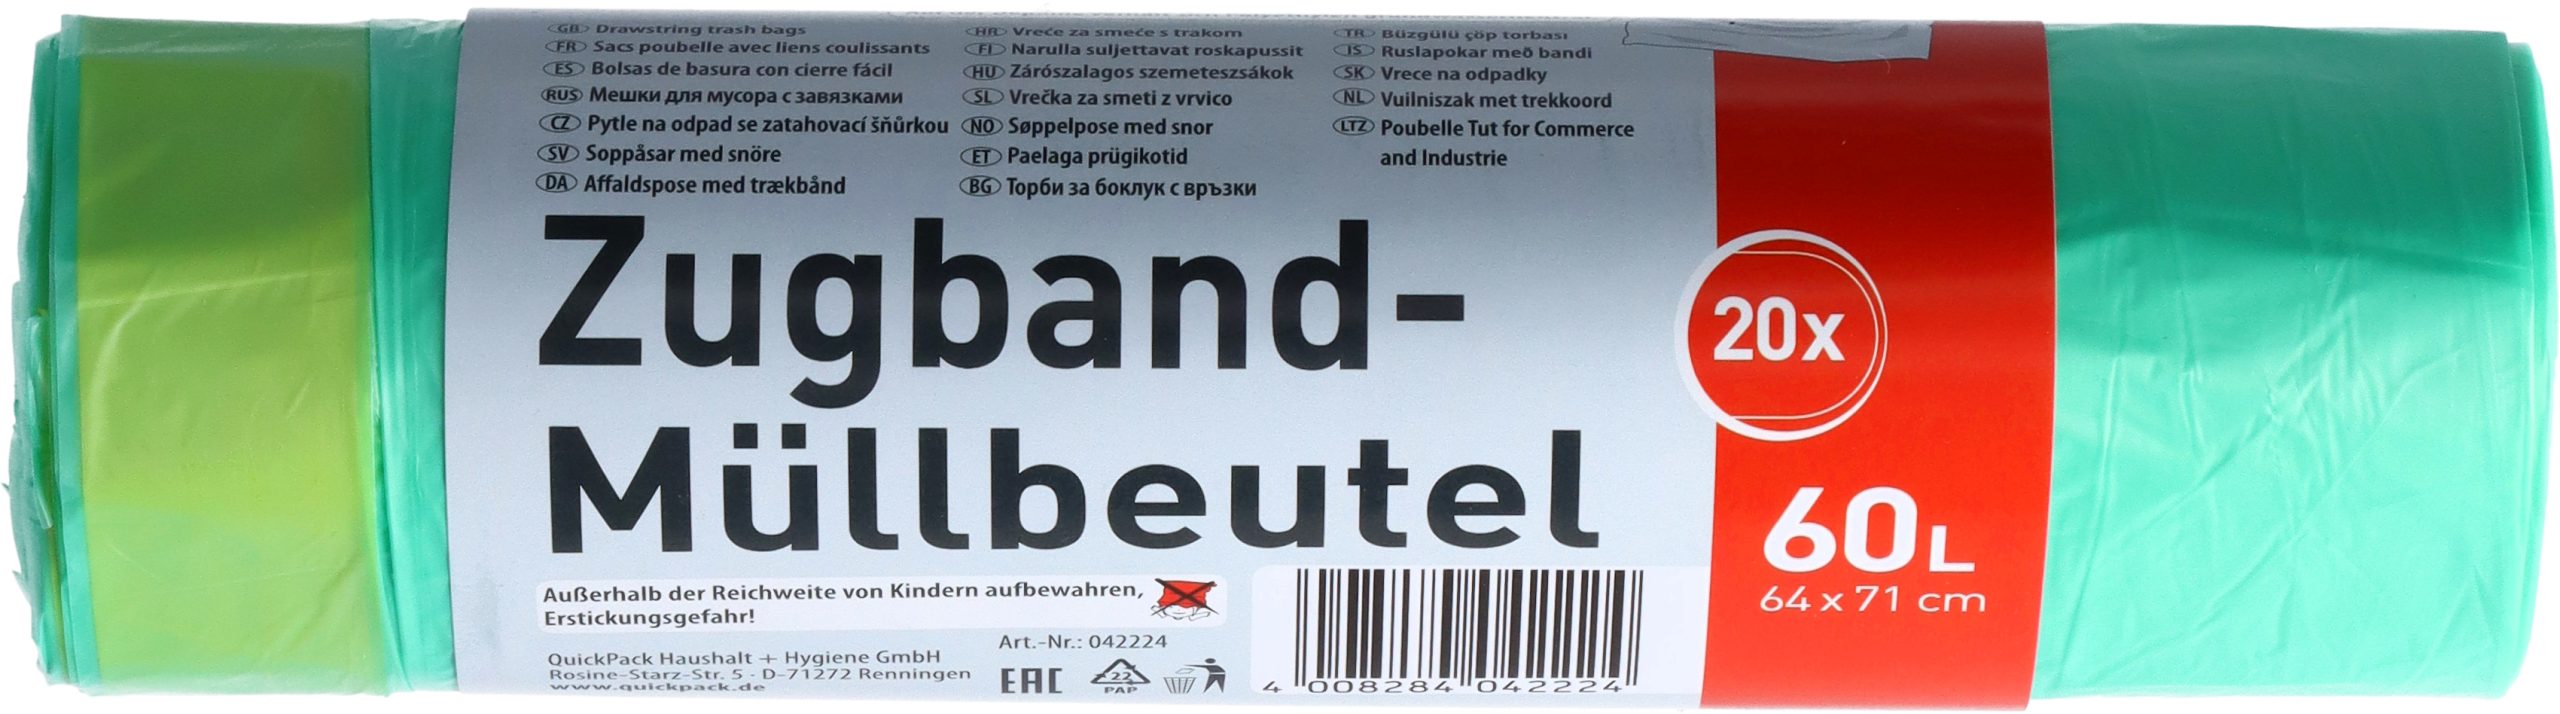 GB Drawstring trash bags
FR Sacs poubelle avec liens coulissants
ES Bolsas de basura con cierre fácil
RUS Мешки для мусора с завязками
CZ Pytle na odpad se zatahovací šňůrkou
SV Soppåsar med snöre
DA Affaldspose med trækbånd
HR Vreće za smeće s trakom
FI Narulla suljettavat roskapussit
HU Zárószalagos szemeteszsákok
SL Vrečka za smeti z vrvico
NO Søppelpose med snor
ET Paelaga prügikotid
BG Торби за боклук с връзки
TR Büzgülü çöp torbası
IS Ruslapokar með bandi
SK Vrece na odpadky
NL Vuilniszak met trekkoord
LTZ Poubelle Tut for Commerce
and Industrie
Zugband-
Müllbeutel
20x
60L
64 x 71 cm
Außerhalb der Reichweite von Kindern aufbewahren,
Erstickungsgefahr!
Art.-Nr.: 042224
QuickPack Haushalt + Hygiene GmbH
Rosine-Starz-Str. 5 · D-71272 Renningen
www.quickpack.de
EAC
22
PAP
4 008284 042224